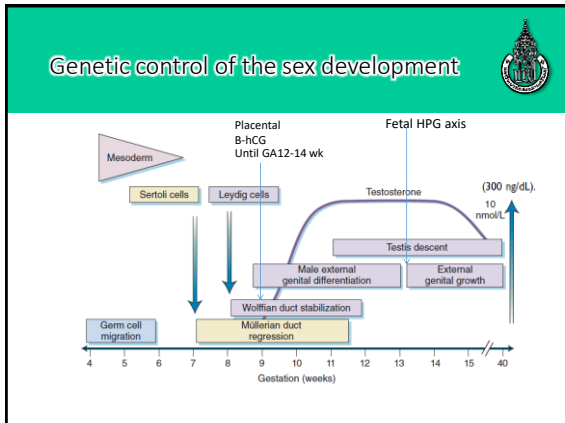 Genetic control of the sex development
Placental
B-hCG
Until GA12-14 wk
Fetal HPG axis
Mesoderm
Sertoli cells
Leydig cells
Testosterone
(300 ng/dL).
10
nmol/L
Testis descent
Male external
genital differentiation
External
genital growth
Wolffian duct stabilization
Germ cell
migration
Müllerian duct
regression
4 5 6 7 8 9 10 11 12 13 14 15 40
Gestation (weeks)